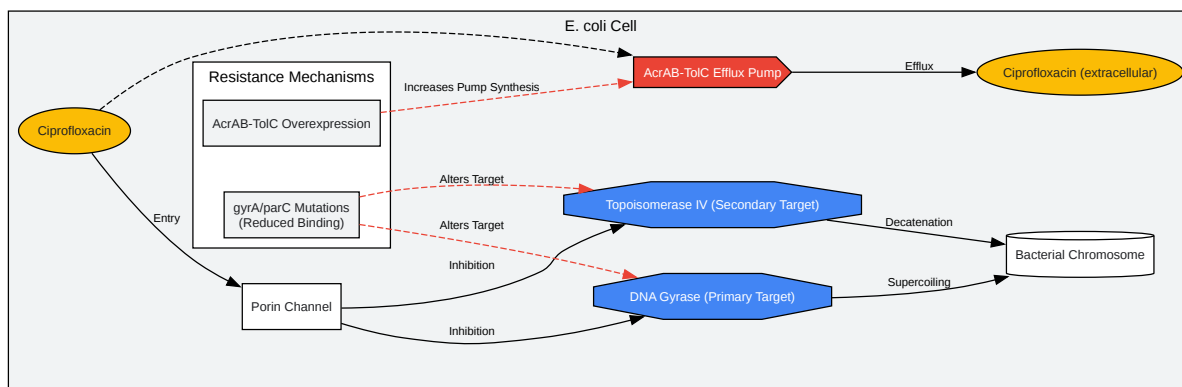 E. coli Cell
Resistance Mechanisms
AcrAB-TolC Efflux Pump
Efflux
Ciprofloxacin (extracellular)
Increases Pump Synthesis
AcrAB-TolC Overexpression
Ciprofloxacin
Alters Target
gyrA/parC Mutations
(Reduced Binding)
Topoisomerase IV (Secondary Target)
Entry
Alters Target
Decatenation
Bacterial Chromosome
Inhibition
Supercoiling
Porin Channel
DNA Gyrase (Primary Target)
Inhibition